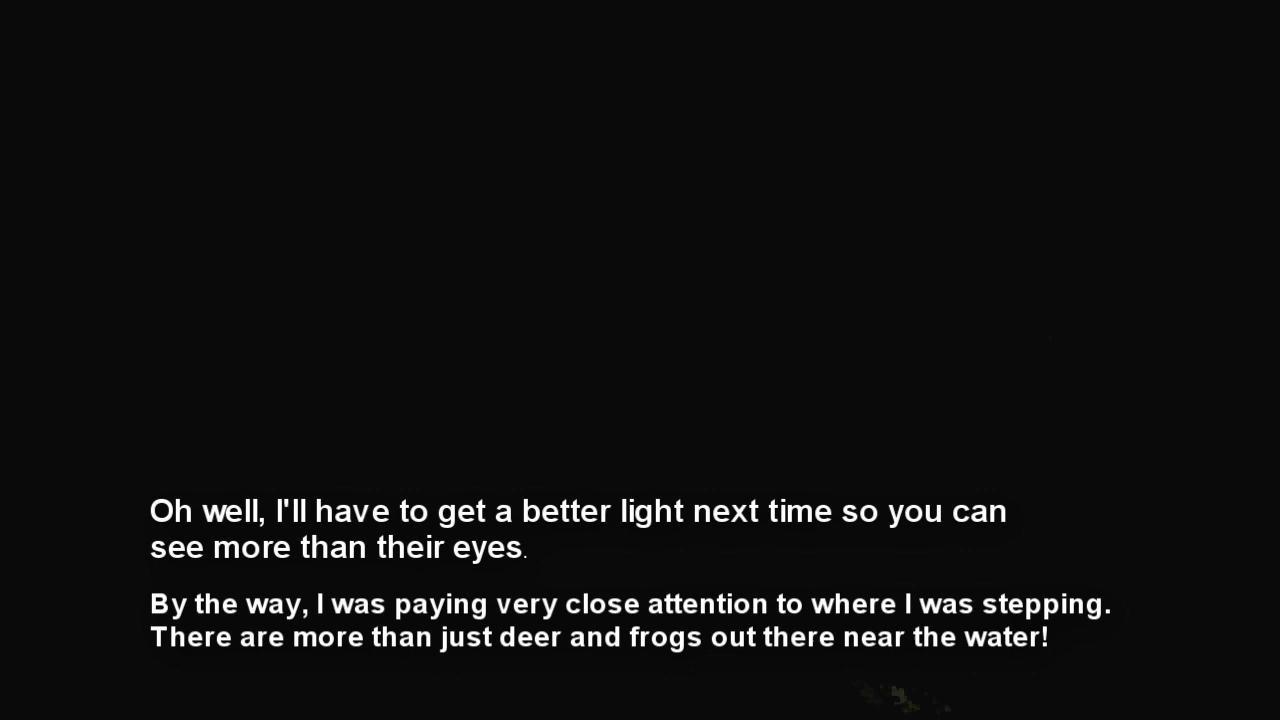 Oh well, I'll have to get a better light next time so you can
see more than their eyes.
By the way, I was paying very close attention to where I was stepping.
There are more than just deer and frogs out there near the water!